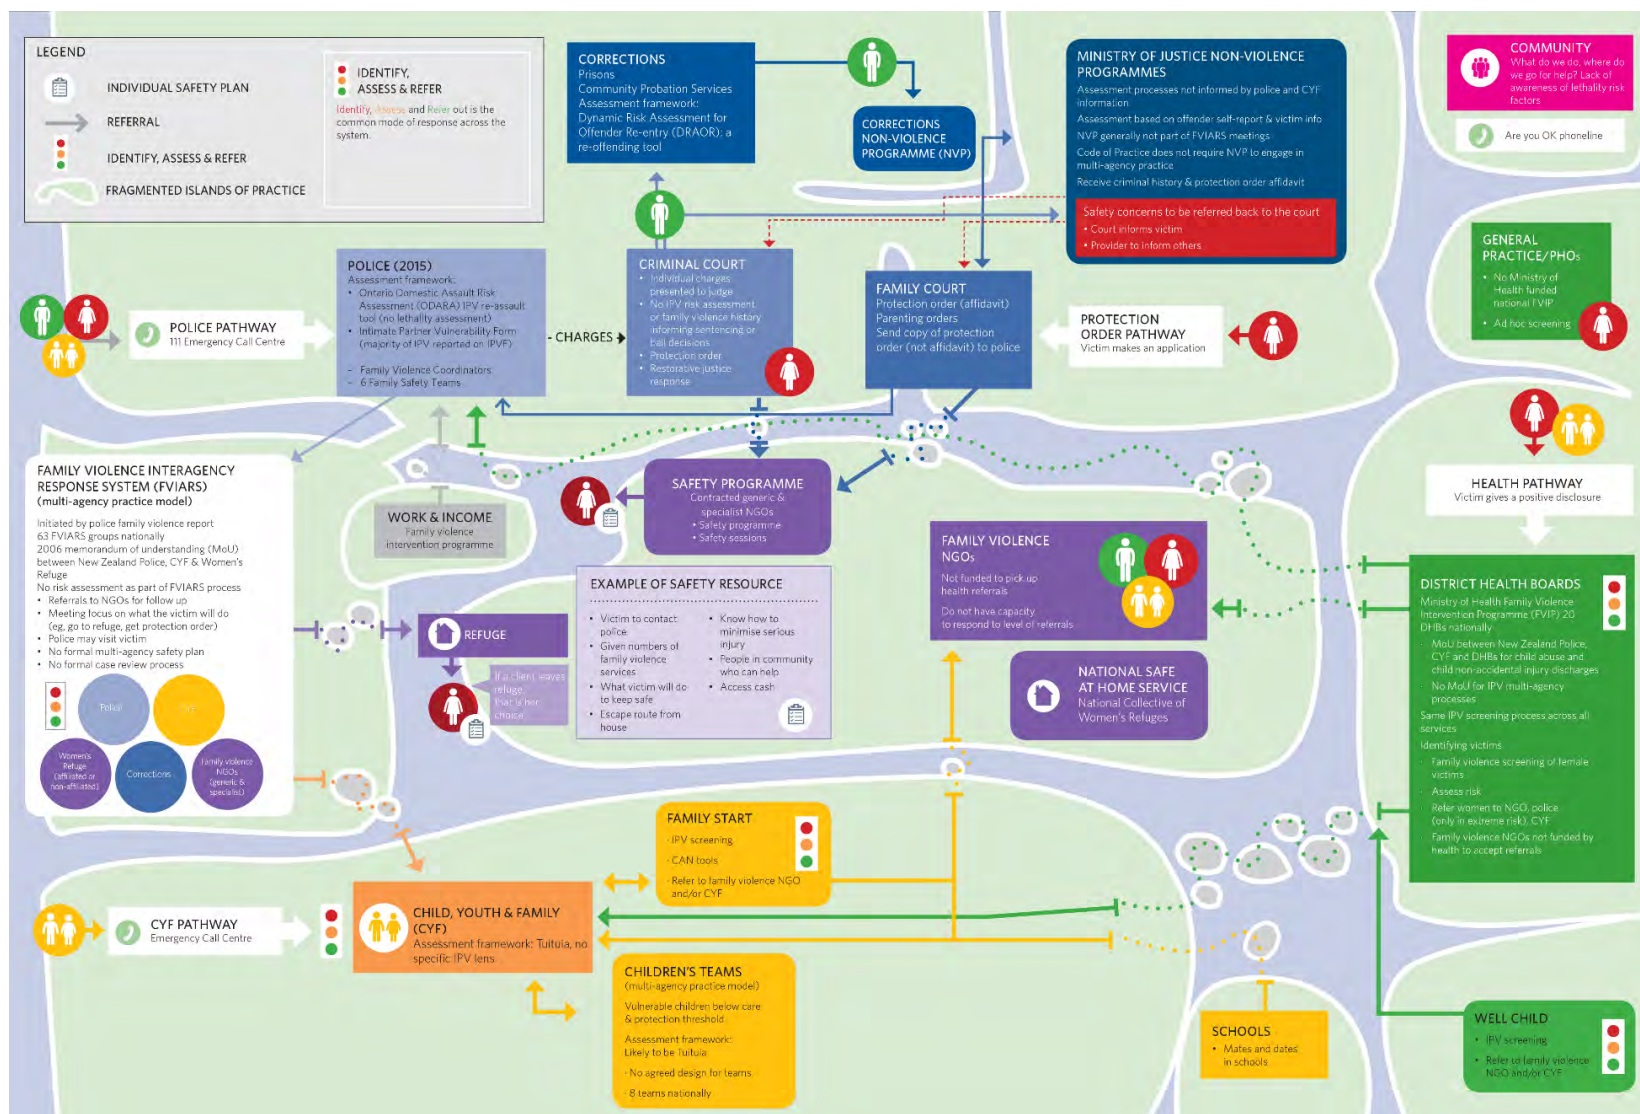 LEGEND
INDIVIDUAL SAFETY PLAN
REFERRAL
IDENTIFY, ASSESS & REFER
FRAGMENTED ISLANDS OF PRACTICE
IDENTIFY,
ASSESS & REFER
Identify, Assess and Refer out is the
common mode of response across the
system.
CORRECTIONS
Prisons
Community Probation Services
Assessment framework:
Dynamic Risk Assessment for
Offender Re-entry (DRAOR); a
re-offending tool
CORRECTIONS
NON-VIOLENCE
PROGRAMME (NVP)
MINISTRY OF JUSTICE NON-VIOLENCE
PROGRAMMES
Assessment processes not informed by police and CYF
information
Assessment based on offender self-report & victim info
NVP generally not part of FVIARS meetings
Code of Practice does not require NVP to engage in
multi-agency practice
Receive criminal history & protection order affidavit
Safety concerns to be referred back to the court
• Court informs victim
• Provider to inform others
COMMUNITY
What do we do, where do
we go for help? Lack of
awareness of lethality risk
factors
Are you OK phoneline
GENERAL
PRACTICE/PHOs
• No Ministry of
Health funded
national FVIP
• Ad hoc screening
POLICE PATHWAY
111 Emergency Call Centre
POLICE (2015)
Assessment framework:
• Ontario Domestic Assault Risk
Assessment (ODARA) IPV re-assault
tool (no lethality assessment)
• Intimate Partner Vulnerability Form
(majority of IPV reported on IPVF)
– Family Violence Coordinators
– 6 Family Safety Teams
- CHARGES
CRIMINAL COURT
• Individual charges
presented to judge
• No IPV risk assessment
or family violence history
informing sentencing or
bail decisions
• Protection order
• Restorative justice
response
FAMILY COURT
Protection order (affidavit)
Parenting orders
Send copy of protection
order (not affidavit) to police
PROTECTION
ORDER PATHWAY
Victim makes an application
HEALTH PATHWAY
Victim gives a positive disclosure
FAMILY VIOLENCE INTERAGENCY
RESPONSE SYSTEM (FVIARS)
(multi-agency practice model)
Initiated by police family violence report
63 FVIARS groups nationally
2006 memorandum of understanding (MoU)
between New Zealand Police, CYF & Women's
Refuge
No risk assessment as part of FVIARS process
• Referrals to NGOs for follow up
• Meeting focus on what the victim will do
(eg, go to refuge, get protection order)
• Police may visit victim
• No formal multi-agency safety plan
• No formal case review process
Police
CYF
Women's
Refuge
(affiliated or
non-affiliated)
Corrections
Family violence
NGOs
(generic &
specialist)
WORK & INCOME
Family violence
intervention programme
SAFETY PROGRAMME
Contracted generic &
specialist NGOs
• Safety programme
• Safety sessions
REFUGE
If a client leaves
refuge,
that is her
choice
EXAMPLE OF SAFETY RESOURCE
• Victim to contact
police
• Given numbers of
family violence
services
• What victim will do
to keep safe
• Escape route from
house
• Know how to
minimise serious
injury
• People in community
who can help
• Access cash
FAMILY VIOLENCE
NGOs
Not funded to pick up
health referrals
Do not have capacity
to respond to level of referrals
NATIONAL SAFE
AT HOME SERVICE
National Collective of
Women's Refuges
DISTRICT HEALTH BOARDS
Ministry of Health Family Violence
Intervention Programme (FVIP) 20
DHBs nationally
· MoU between New Zealand Police,
CYF and DHBs for child abuse and
child non-accidental injury discharges
· No MoU for IPV multi-agency
processes
Same IPV screening process across all
services
Identifying victims
· Family violence screening of female
victims
· Assess risk
· Refer women to NGO, police
(only in extreme risk), CYF
· Family violence NGOs not funded by
health to accept referrals
FAMILY START
· IPV screening
· CAN tools
· Refer to family violence NGO
and/or CYF
CYF PATHWAY
Emergency Call Centre
CHILD, YOUTH & FAMILY
(CYF)
Assessment framework: Tuituia, no
specific IPV lens
CHILDREN'S TEAMS
(multi-agency practice model)
Vulnerable children below care
& protection threshold
Assessment framework:
Likely to be Tuituia
· No agreed design for teams
· 8 teams nationally
SCHOOLS
• Mates and dates
in schools
WELL CHILD
• IPV screening
• Refer to family violence
NGO and/or CYF